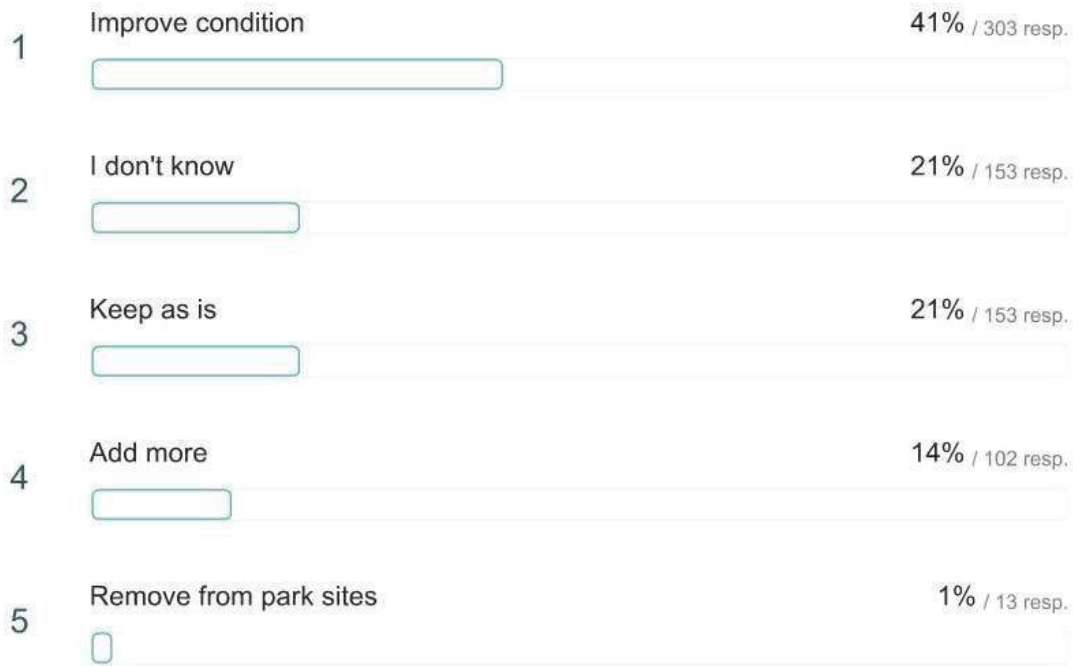 1 Improve condition 41% / 303 resp.
2 I don't know 21% / 153 resp.
3 Keep as is 21% / 153 resp.
4 Add more 14% / 102 resp.
5 Remove from park sites 1% / 13 resp.